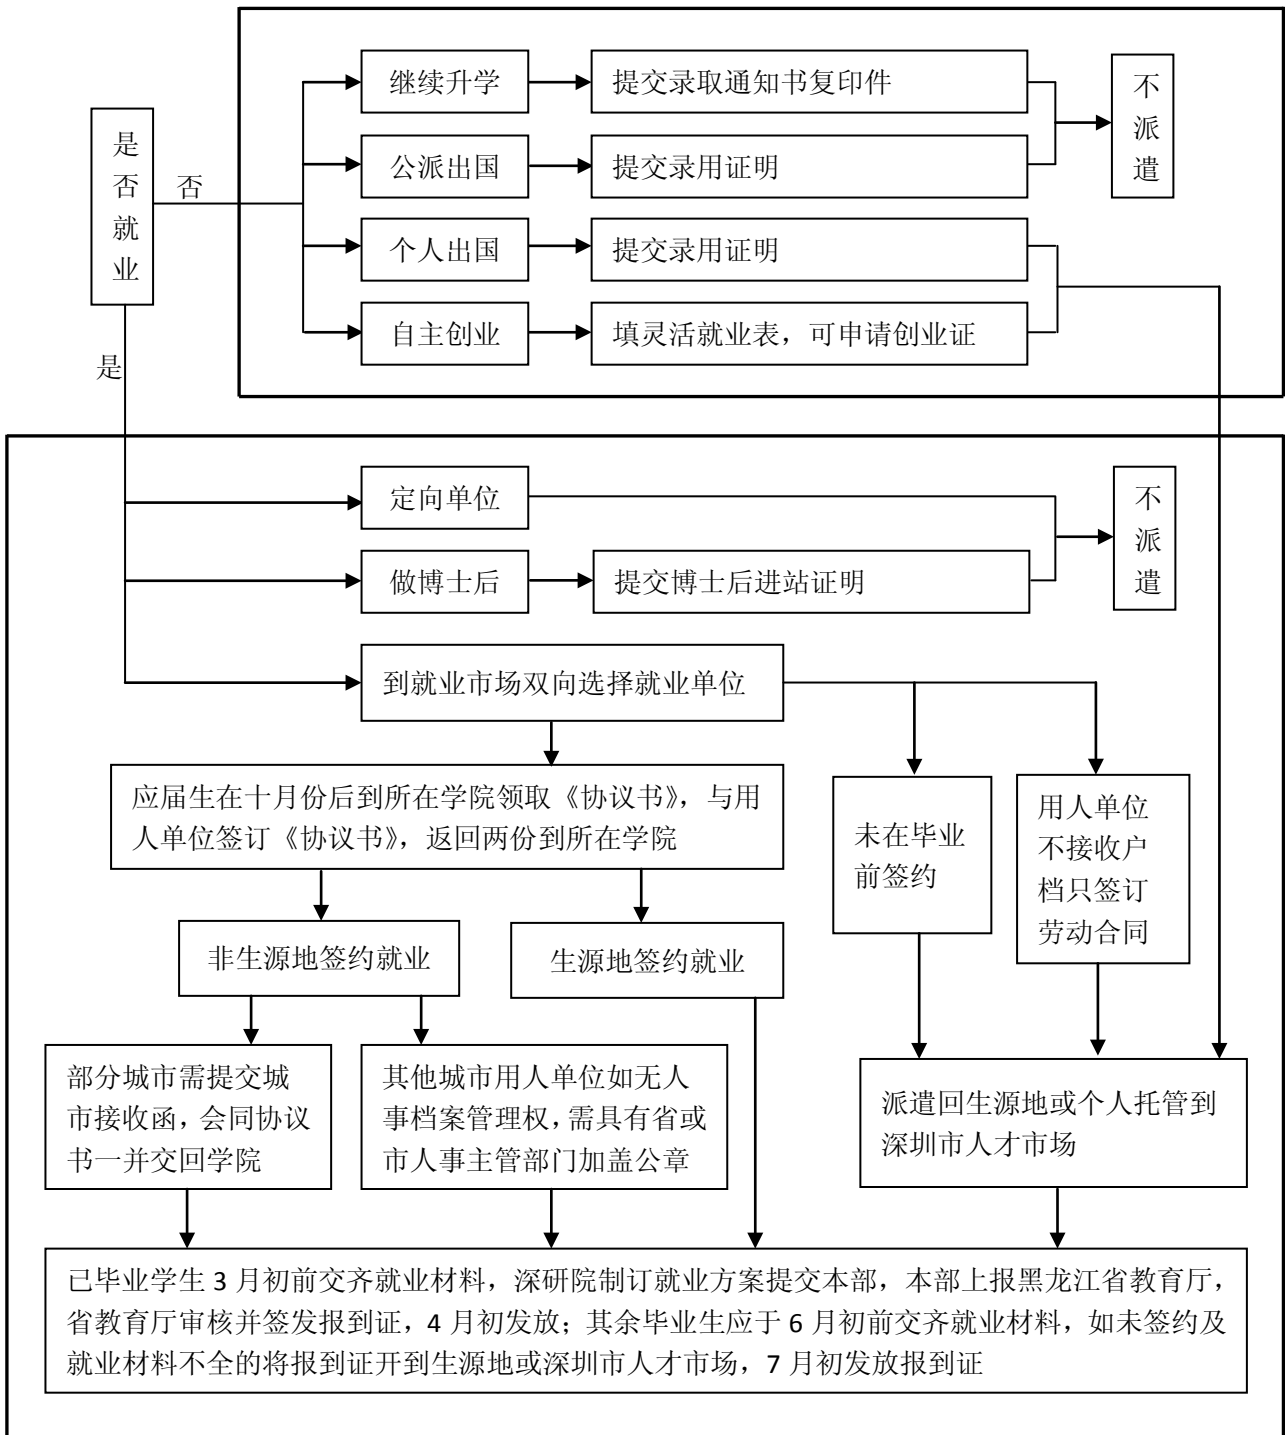 继续升学
提交录取通知书复印件
不派遣
是否就业
否
公派出国
提交录用证明
个人出国
提交录用证明
自主创业
填灵活就业表，可申请创业证
是
定向单位
不派遣
做博士后
提交博士后进站证明
到就业市场双向选择就业单位
应届生在十月份后到所在学院领取《协议书》，与用
人单位签订《协议书》，返回两份到所在学院
未在毕业
前签约
用人单位
不接收户
档只签订
劳动合同
非生源地签约就业
生源地签约就业
部分城市需提交城
市接收函，会同协议
书一并交回学院
其他城市用人单位如无人
事档案管理权，需具有省或
市人事主管部门加盖公章
派遣回生源地或个人托管到
深圳市人才市场
已毕业学生 3 月初前交齐就业材料，深研院制订就业方案提交本部，本部上报黑龙江省教育厅，
省教育厅审核并签发报到证，4 月初发放；其余毕业生应于 6 月初前交齐就业材料，如未签约及
就业材料不全的将报到证开到生源地或深圳市人才市场，7 月初发放报到证